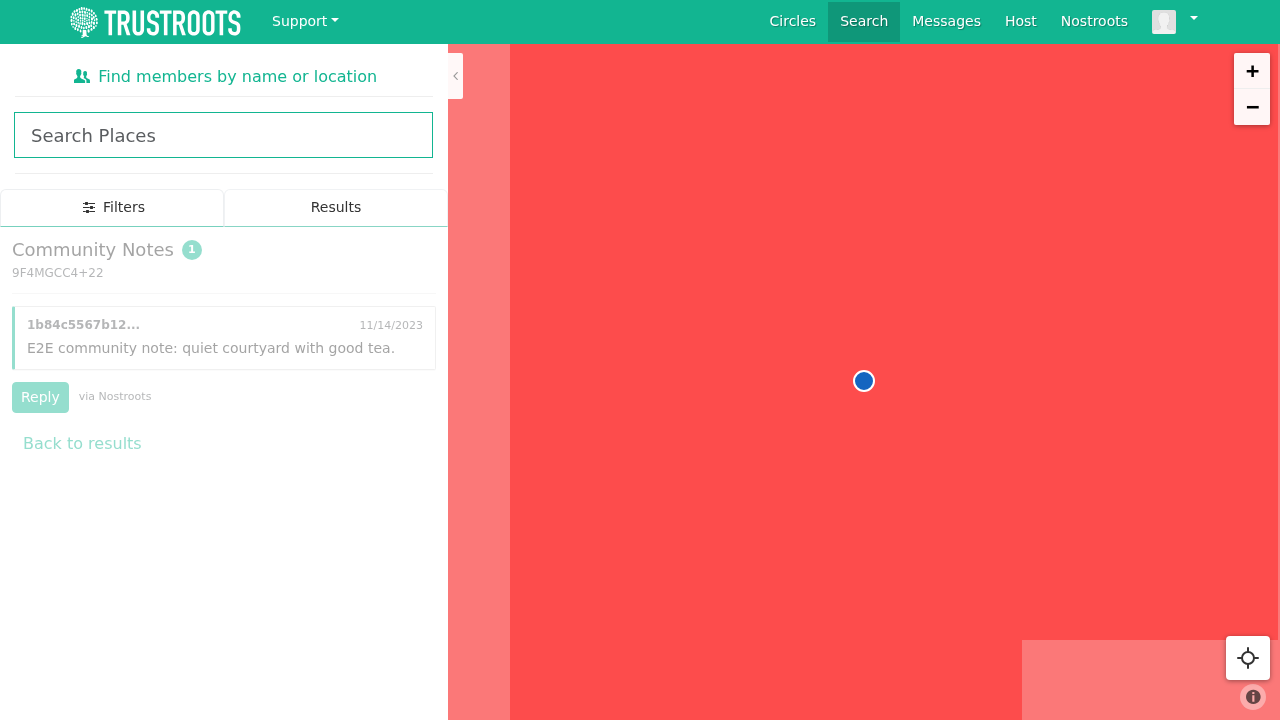 TRUSTROOTS
Support
Circles
Search
Messages
Host
Nostroots
Find members by name or location
Search Places
Filters
Results
Community Notes 1
9F4MGCC4+22
1b84c5567b12... 11/14/2023
E2E community note: quiet courtyard with good tea.
Reply via Nostroots
Back to results
+
−